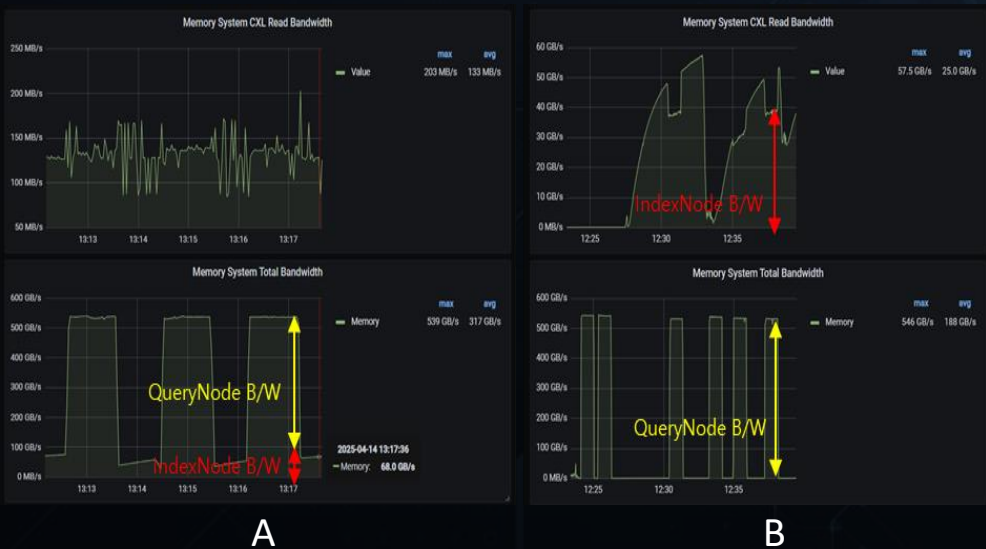 Memory System CXL Read Bandwidth
250 MB/s
200 MB/s
150 MB/s
100 MB/s
50 MB/s
max avg
Value 203 MB/s 133 MB/s
13:13 13:14 13:15 13:16 13:17
Memory System Total Bandwidth
600 GB/s
500 GB/s
400 GB/s
300 GB/s
200 GB/s
100 GB/s
0 MB/s
max avg
Memory 539 GB/s 317 GB/s
QueryNode B/W
IndexNode B/W
2025-04-14 13:17:36
Memory: 68.0 GB/s
13:13 13:14 13:15 13:16 13:17
A
Memory System CXL Read Bandwidth
60 GB/s
50 GB/s
40 GB/s
30 GB/s
20 GB/s
10 GB/s
0 MB/s
max avg
Value 57.5 GB/s 25.0 GB/s
IndexNode B/W
12:25 12:30 12:35
Memory System Total Bandwidth
600 GB/s
500 GB/s
400 GB/s
300 GB/s
200 GB/s
100 GB/s
0 MB/s
max avg
Memory 546 GB/s 188 GB/s
QueryNode B/W
12:25 12:30 12:35
B